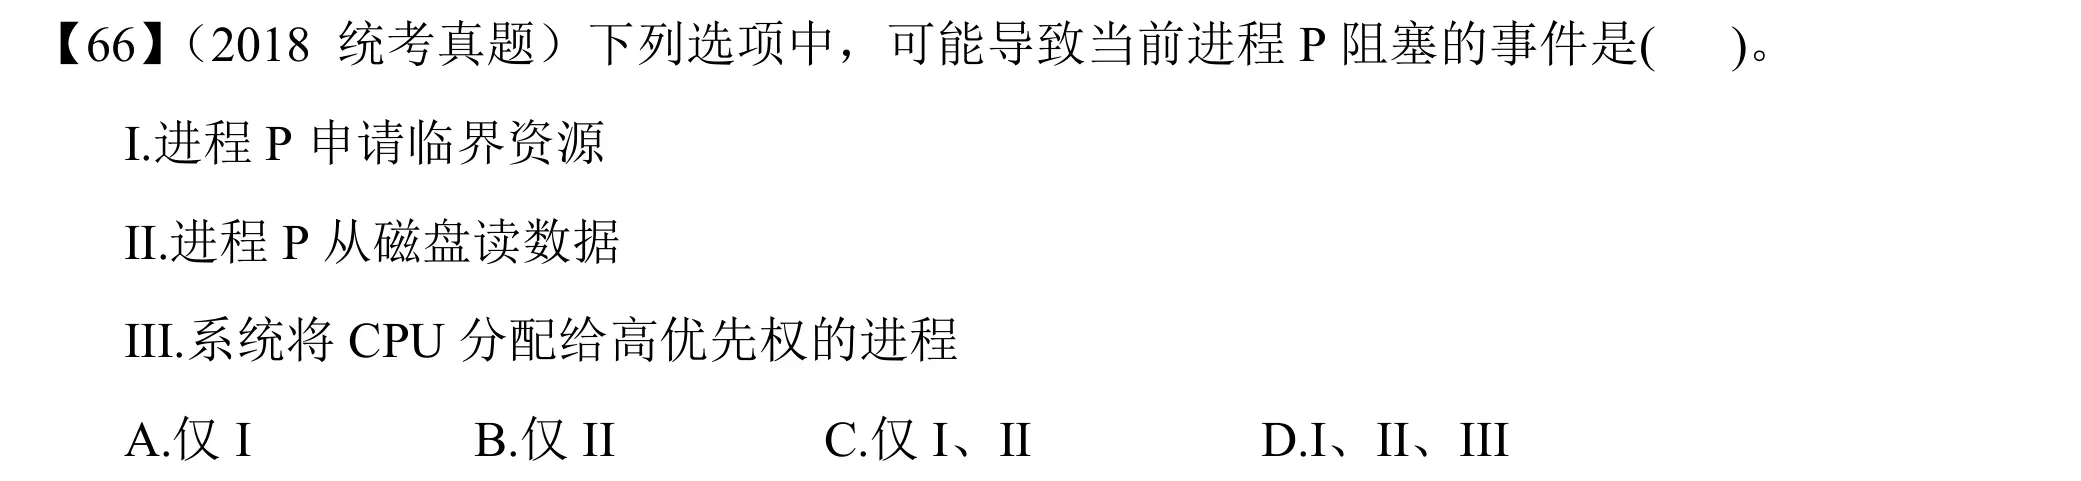 【66】（2018 统考真题）下列选项中，可能导致当前进程 P 阻塞的事件是( )。
I.进程 P 申请临界资源
II.进程 P 从磁盘读数据
III.系统将 CPU 分配给高优先权的进程
A.仅 I B.仅 II C.仅 I、II D.I、II、III